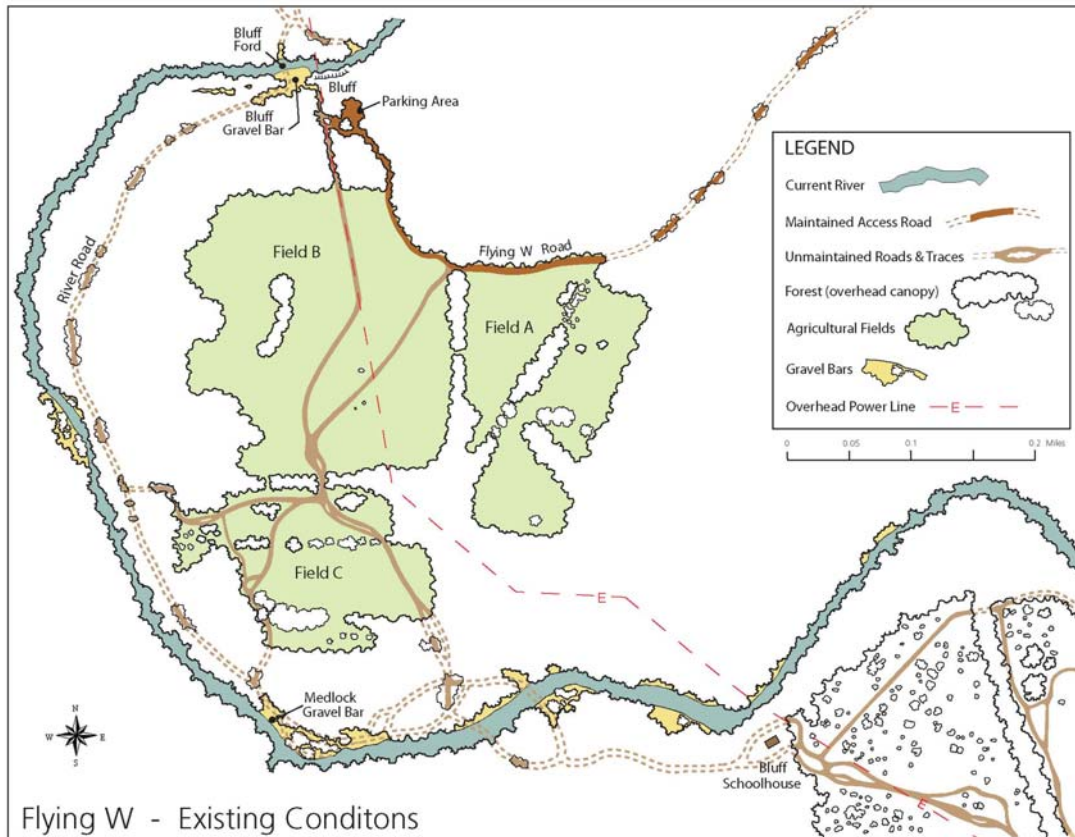 Bluff
Ford
Bluff
Parking Area
Bluff
Gravel Bar
LEGEND
Current River
Maintained Access Road
Unmaintained Roads & Traces
Forest (overhead canopy)
Agricultural Fields
Gravel Bars
Overhead Power Line
E
0
0.05
0.1
0.2 Miles
River Road
Field B
Flying W Road
Field A
Field C
E
Medlock
Gravel Bar
N
W
E
S
Bluff
Schoolhouse
E
Flying W - Existing Conditons